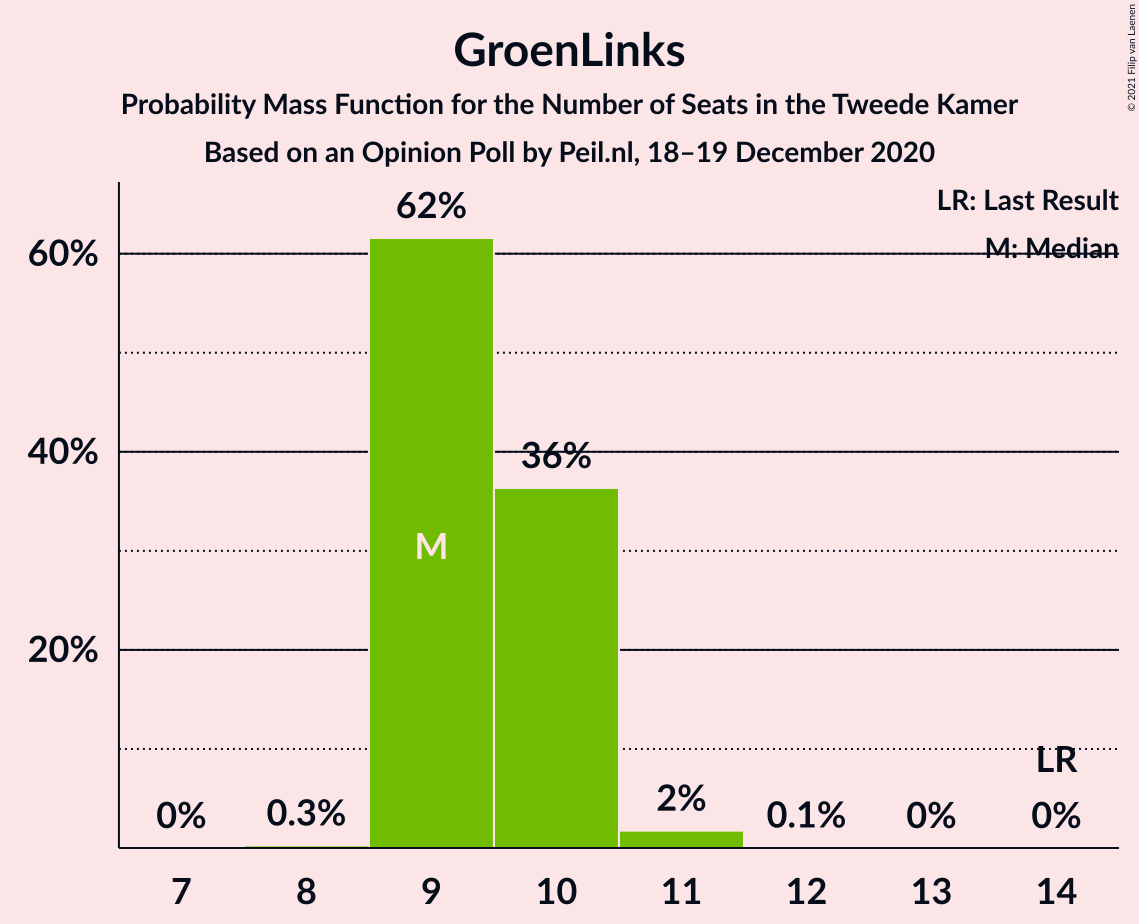 GroenLinks
Probability Mass Function for the Number of Seats in the Tweede Kamer
Based on an Opinion Poll by Peil.nl, 18–19 December 2020
© 2021 Filip van Laenen
LR: Last Result
M: Median
62%
60%
40%
36%
M
20%
LR
0%
0.3%
2%
0.1%
0%
0%
7
8
9
10
11
12
13
14